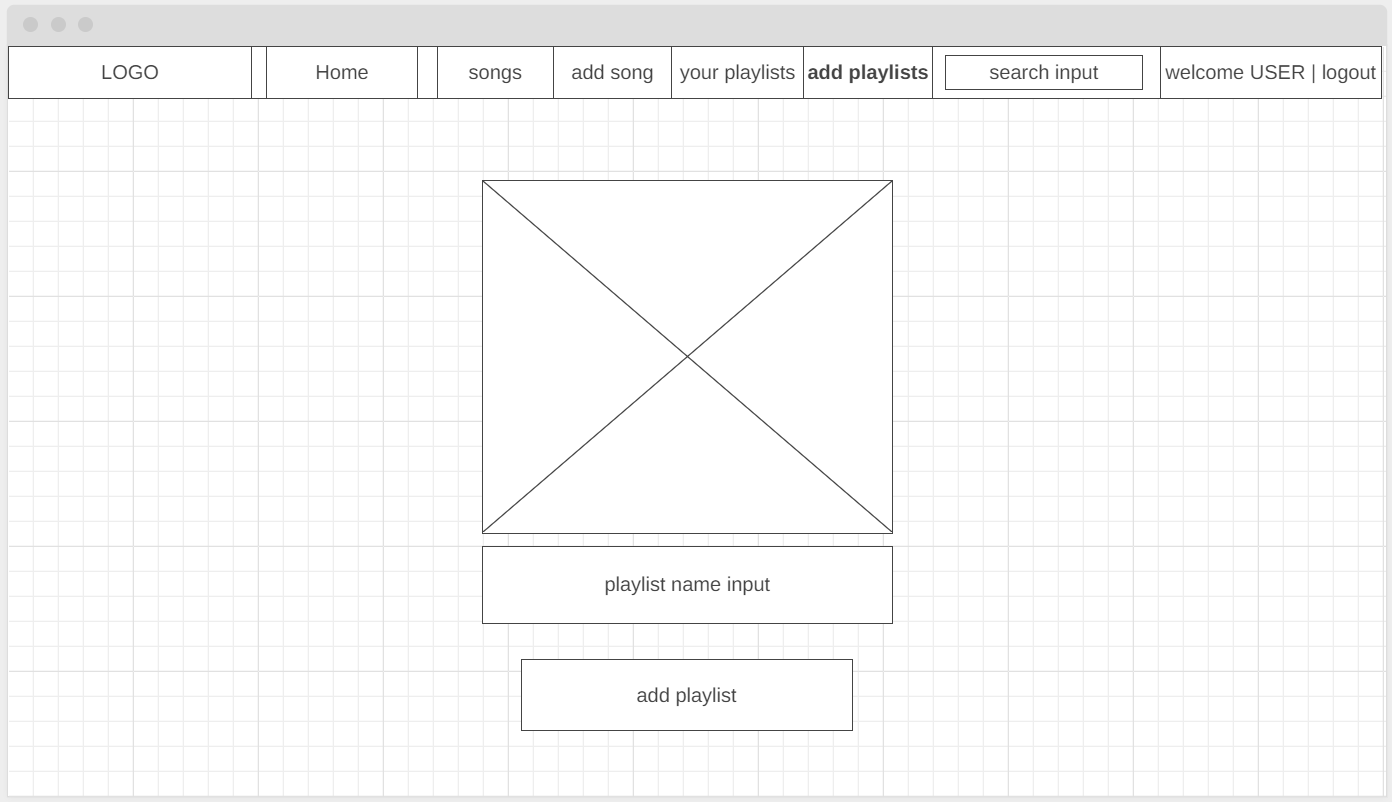 LOGO
Home
songs
add song
your playlists
add playlists
search input
welcome USER | logout
playlist name input
add playlist